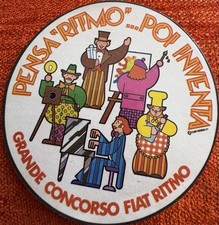 PENSA "RITMO"... POI INVENTA
GRANDE CONCORSO FIAT RITMO